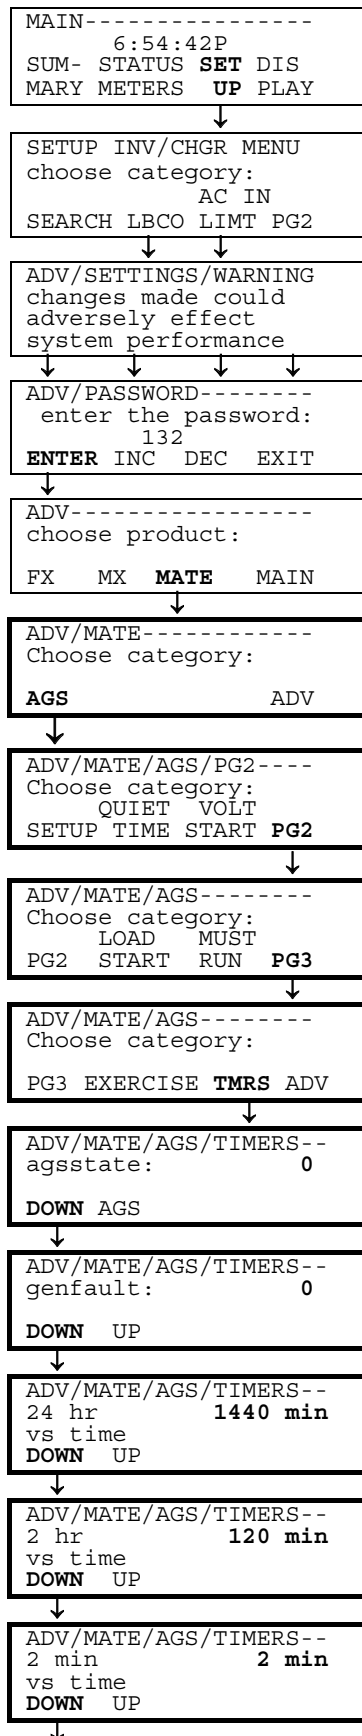 MAIN-----------------
6:54:42P
SUM- STATUS SET DIS
MARY METERS UP PLAY
SETUP INV/CHGR MENU
choose category:
AC IN
SEARCH LBCO LIMT PG2
ADV/SETTINGS/WARNING
changes made could
adversely effect
system performance
ADV/PASSWORD--------
enter the password:
132
ENTER INC DEC EXIT
ADV-----------------
choose product:
FX MX MATE MAIN
ADV/MATE------------
Choose category:
AGS ADV
ADV/MATE/AGS/PG2----
Choose category:
QUIET VOLT
SETUP TIME START PG2
ADV/MATE/AGS--------
Choose category:
LOAD MUST
PG2 START RUN PG3
ADV/MATE/AGS--------
Choose category:
PG3 EXERCISE TMRS ADV
ADV/MATE/AGS/TIMERS--
agsstate: 0
DOWN AGS
ADV/MATE/AGS/TIMERS--
genfault: 0
DOWN UP
ADV/MATE/AGS/TIMERS--
24 hr 1440 min
vs time
DOWN UP
ADV/MATE/AGS/TIMERS--
2 hr 120 min
vs time
DOWN UP
ADV/MATE/AGS/TIMERS--
2 min 2 min
vs time
DOWN UP